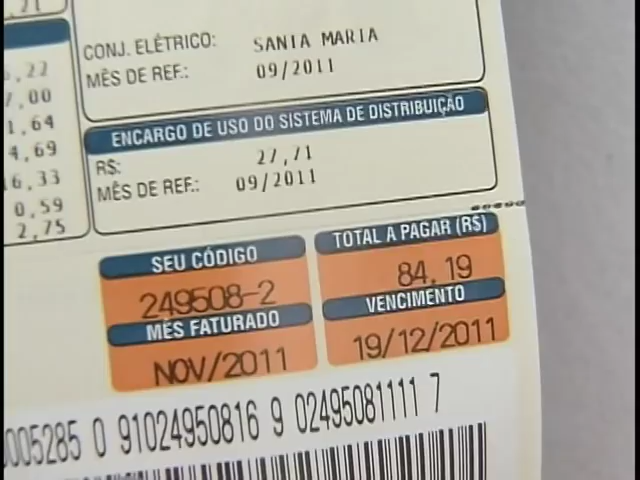 CONJ. ELÉTRICO: SANTA MARIA
MÊS DE REF.: 09/2011
,22
,00
1,64
4,69
16,33
0,59
2,75
ENCARGO DE USO DO SISTEMA DE DISTRIBUIÇÃO
R$: 27,71
MÊS DE REF.: 09/2011
SEU CÓDIGO
249508-2
MÊS FATURADO
NOV/2011
TOTAL A PAGAR (R$)
84,19
VENCIMENTO
19/12/2011
005285 0 91024950816 9 02495081111 7